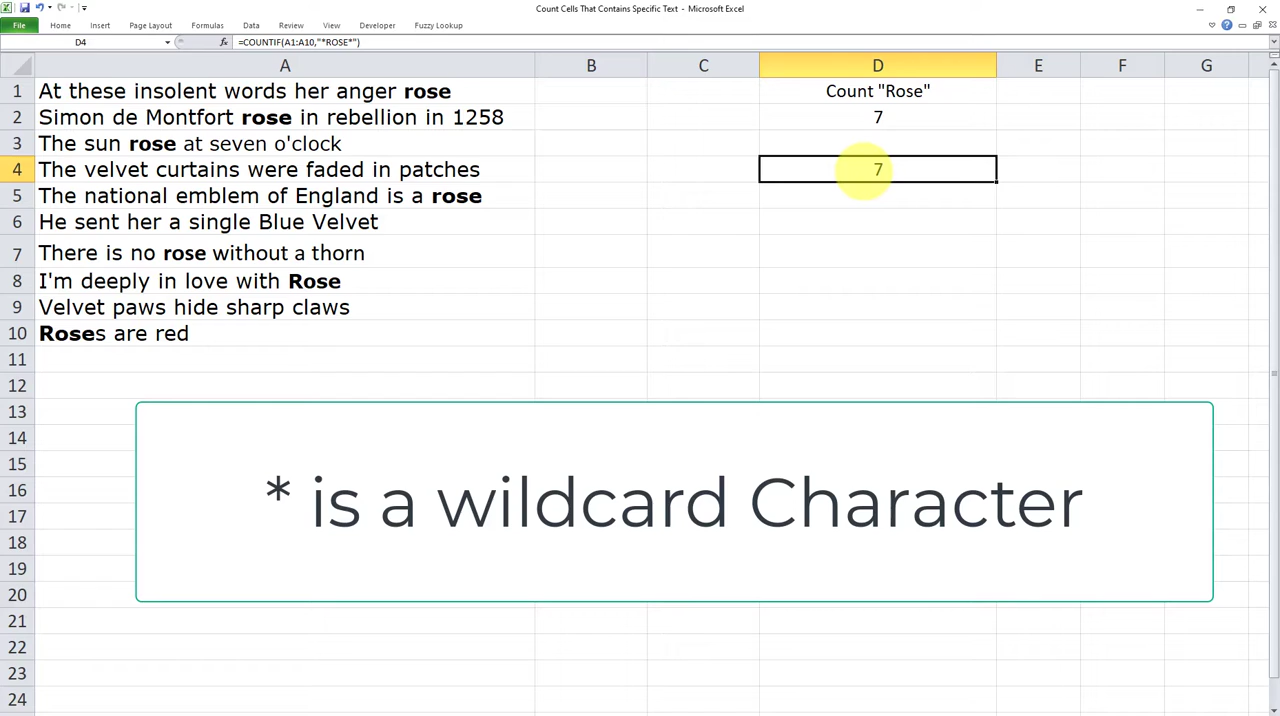 Count Cells That Contains Specific Text - Microsoft Excel
File Home Insert Page Layout Formulas Data Review View Developer Fuzzy Lookup
D4 fx =COUNTIF(A1:A10,"*ROSE*")
A B C D E F G
1 At these insolent words her anger rose Count "Rose"
2 Simon de Montfort rose in rebellion in 1258 7
3 The sun rose at seven o'clock
4 The velvet curtains were faded in patches 7
5 The national emblem of England is a rose
6 He sent her a single Blue Velvet
7 There is no rose without a thorn
8 I'm deeply in love with Rose
9 Velvet paws hide sharp claws
10 Roses are red
11
12
13
14
15
16
* is a wildcard Character
17
18
19
20
21
22
23
24